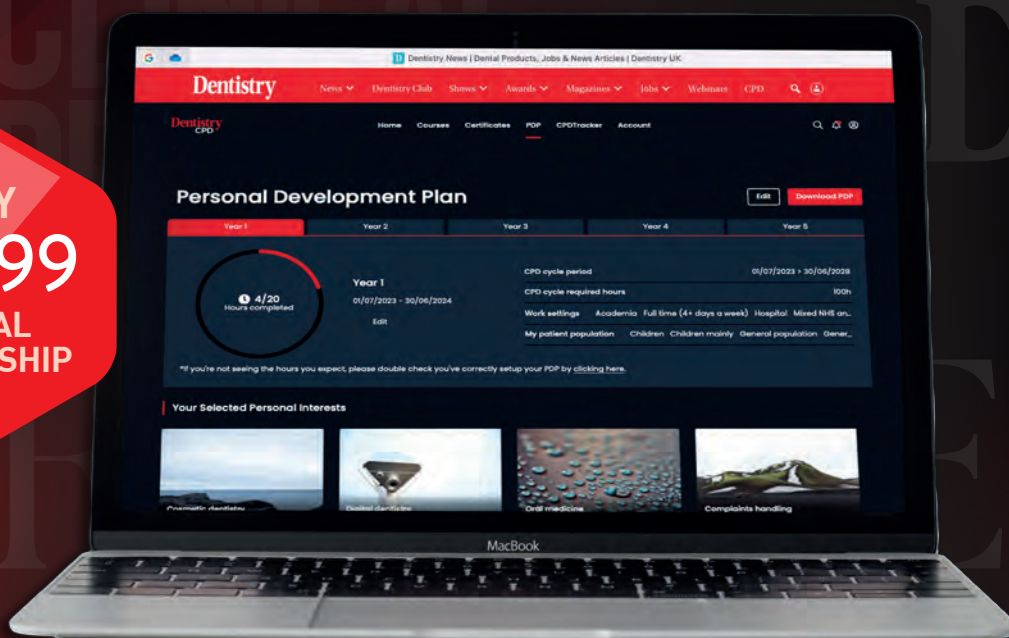 Dentistry News | Dental Products, Jobs & News Articles | Dentistry UK
Dentistry News Dentistry Club Shows Awards Magazines Jobs Webinars CPD
Dentistry CPD Home Courses Certificates PDP CPDTracker Account
Personal Development Plan Edit Download PDP
Year 1 Year 2 Year 3 Year 4 Year 5
4/20
Hours completed
Year 1
01/07/2023 - 30/06/2024
Edit
CPD cycle period 01/07/2023 > 30/06/2028
CPD cycle required hours 100h
Work settings Academia Full time (4+ days a week) Hospital Mixed NHS an...
My patient population Children Children mainly General population Gener...
*If you're not seeing the hours you expect, please double check you've correctly setup your PDP by clicking here.
Your Selected Personal Interests
Cosmetic dentistry Digital dentistry Oral medicine Complaints handling
MacBook
Y
99
AL
SHIP